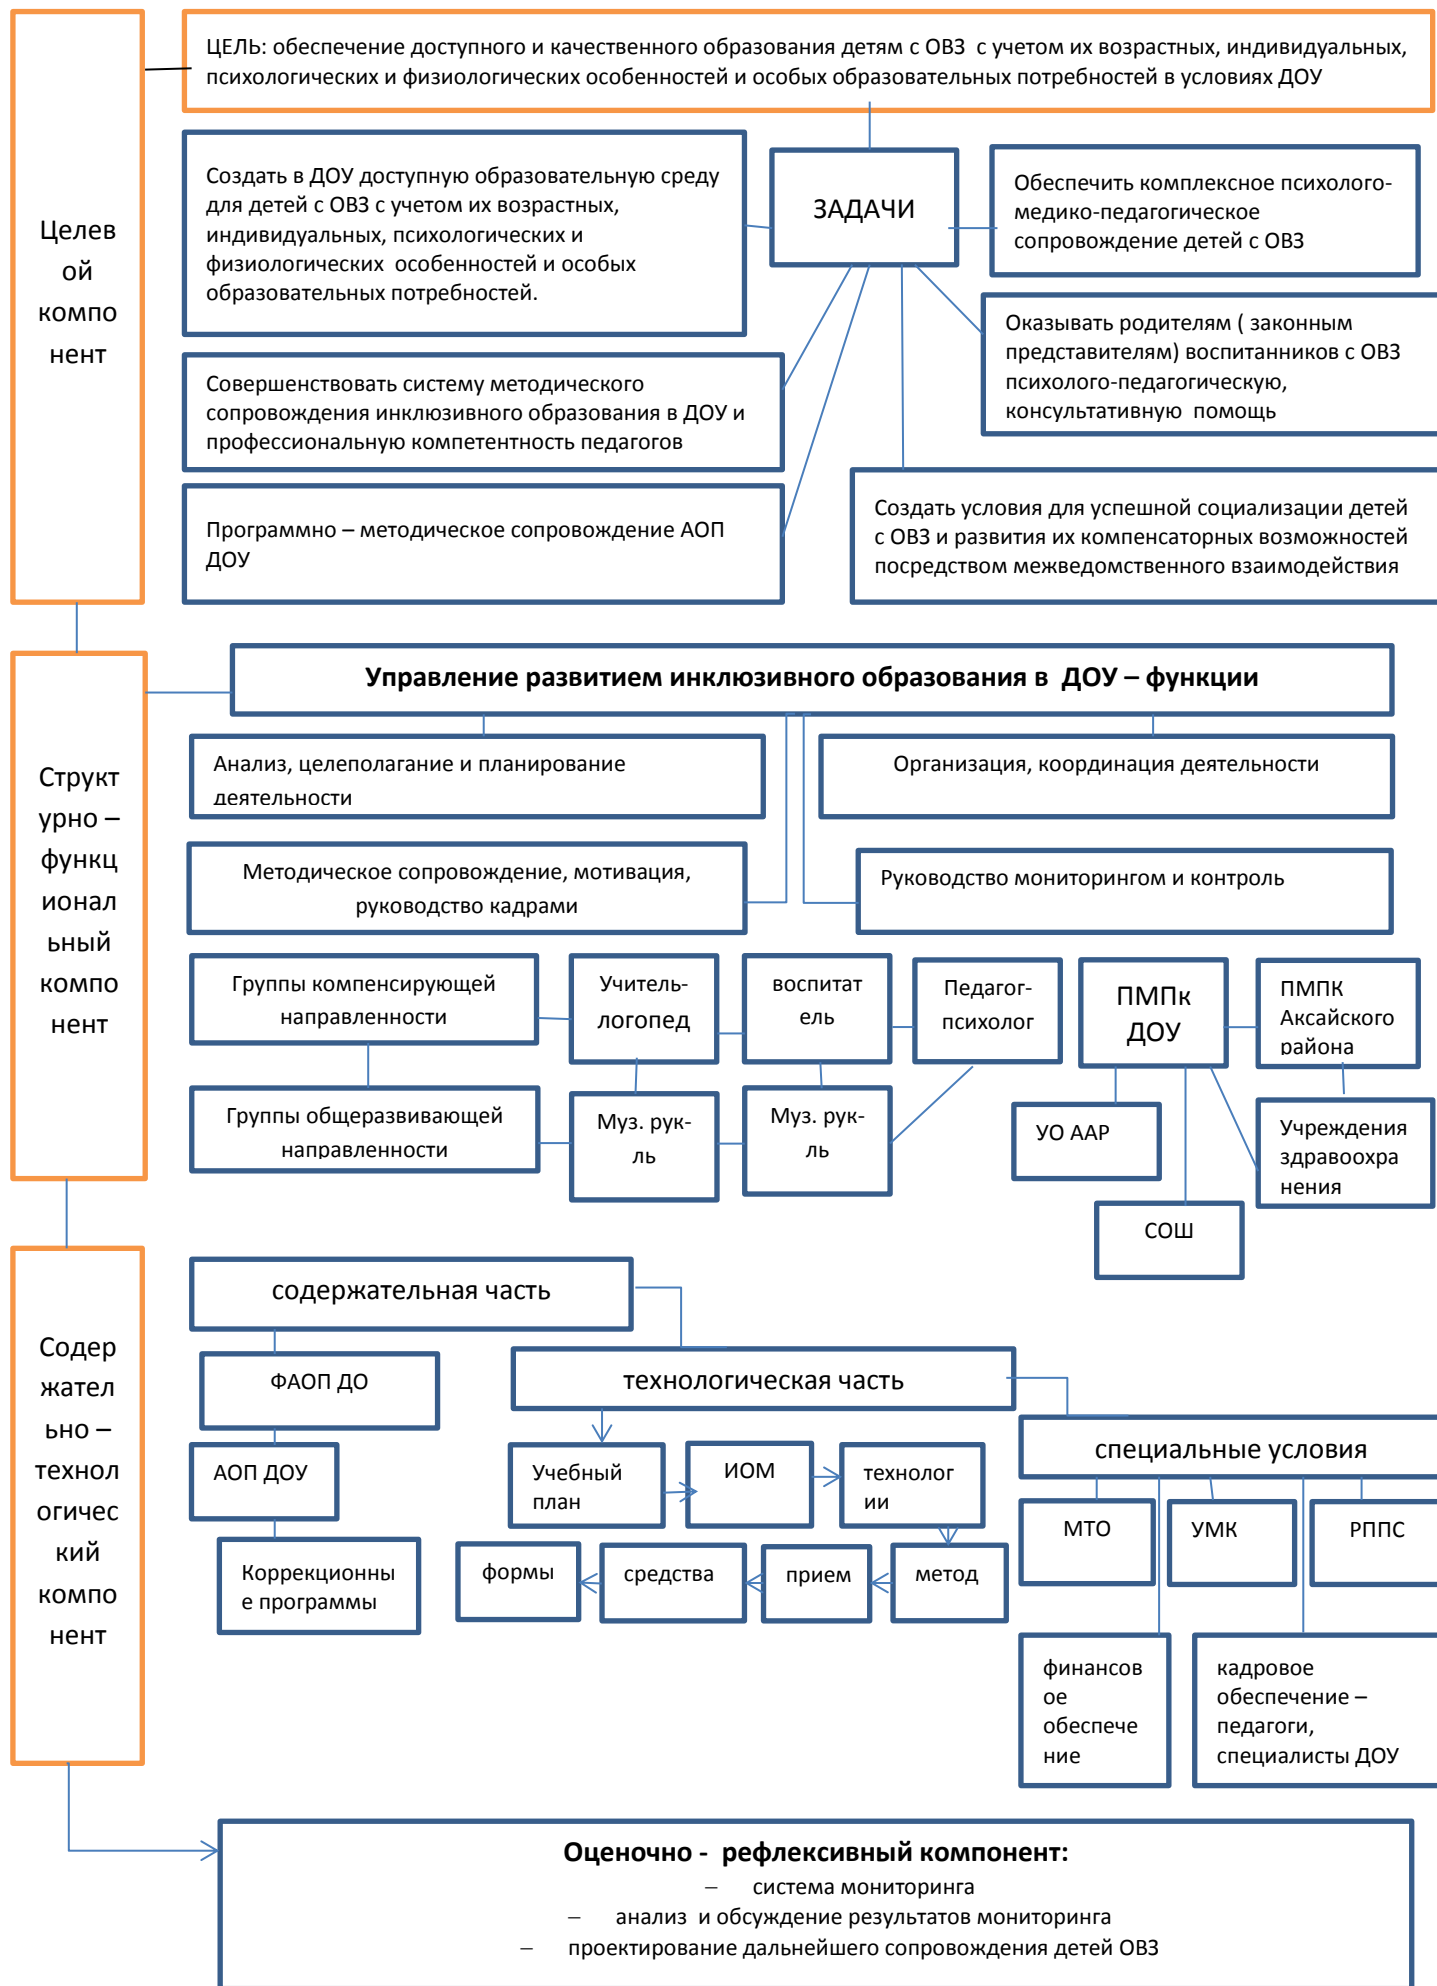 ЦЕЛЬ: обеспечение доступного и качественного образования детям с ОВЗ с учетом их возрастных, индивидуальных,
психологических и физиологических особенностей и особых образовательных потребностей в условиях ДОУ
Целев
ой
компо
нент
Создать в ДОУ доступную образовательную среду
для детей с ОВЗ с учетом их возрастных,
индивидуальных, психологических и
физиологических особенностей и особых
образовательных потребностей.
ЗАДАЧИ
Обеспечить комплексное психолого-
медико-педагогическое
сопровождение детей с ОВЗ
Оказывать родителям ( законным
представителям) воспитанников с ОВЗ
психолого-педагогическую,
консультативную помощь
Совершенствовать систему методического
сопровождения инклюзивного образования в ДОУ и
профессиональную компетентность педагогов
Программно – методическое сопровождение АОП
ДОУ
Создать условия для успешной социализации детей
с ОВЗ и развития их компенсаторных возможностей
посредством межведомственного взаимодействия
Структ
урно –
функц
ионал
ьный
компо
нент
Управление развитием инклюзивного образования в ДОУ – функции
Анализ, целеполагание и планирование
деятельности
Организация, координация деятельности
Методическое сопровождение, мотивация,
руководство кадрами
Руководство мониторингом и контроль
Группы компенсирующей
направленности
Учитель-
логопед
воспитат
ель
Педагог-
психолог
ПМПк
ДОУ
ПМПК
Аксайского
района
Группы общеразвивающей
направленности
Муз. рук-
ль
Муз. рук-
ль
УО ААР
Учреждения
здравоохра
нения
СОШ
Содер
жател
ьно –
технол
огичес
кий
компо
нент
содержательная часть
ФАОП ДО
АОП ДОУ
Коррекционны
е программы
технологическая часть
Учебный
план
ИОМ
технолог
ии
формы
средства
прием
метод
специальные условия
МТО
УМК
РППС
финансов
ое
обеспече
ние
кадровое
обеспечение –
педагоги,
специалисты ДОУ
Оценочно - рефлексивный компонент:
– система мониторинга
– анализ и обсуждение результатов мониторинга
– проектирование дальнейшего сопровождения детей ОВЗ